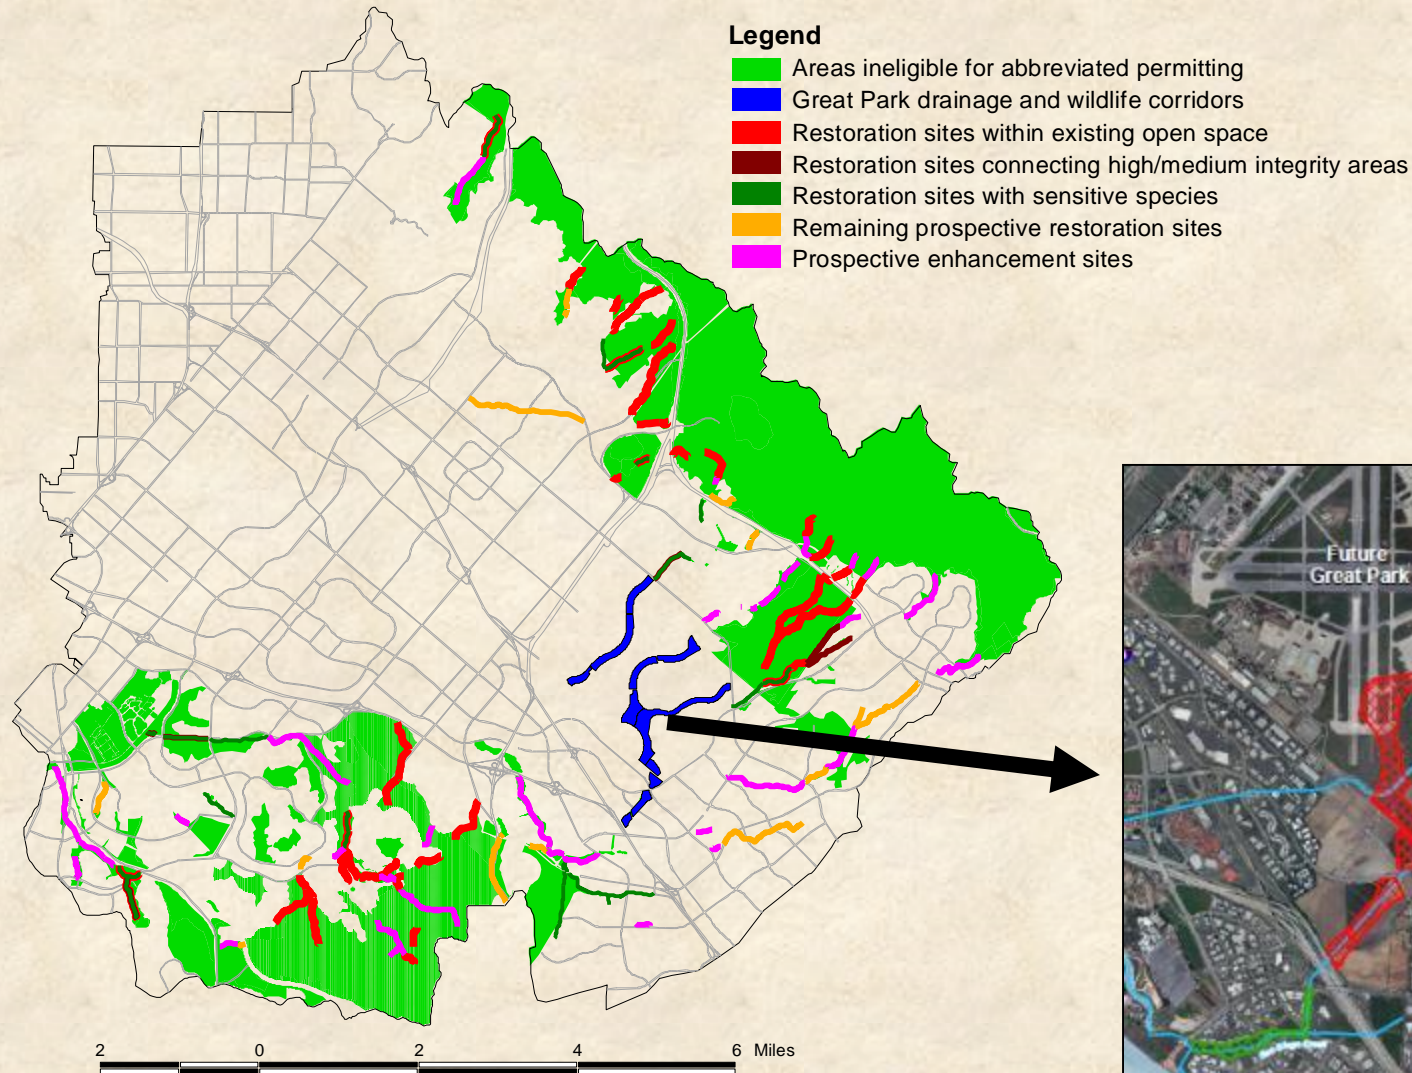 Legend
Areas ineligible for abbreviated permitting
Great Park drainage and wildlife corridors
Restoration sites within existing open space
Restoration sites connecting high/medium integrity areas
Restoration sites with sensitive species
Remaining prospective restoration sites
Prospective enhancement sites
Future
Great Park
2 0 2 4 6 Miles